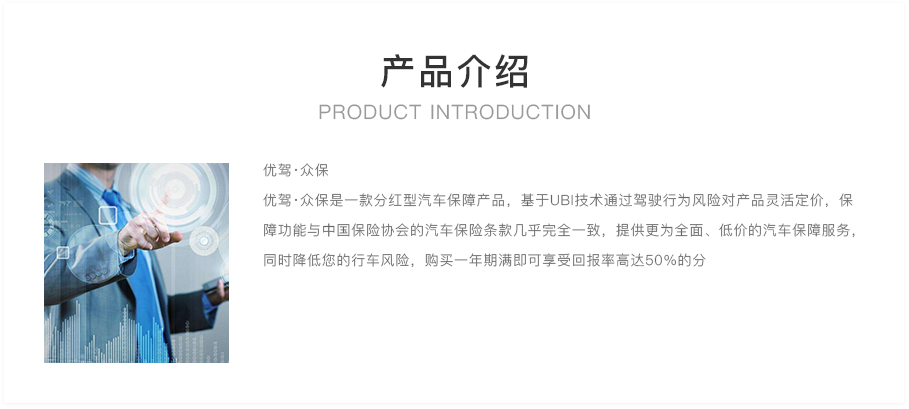 产品介绍
PRODUCT INTRODUCTION
优驾·众保
优驾·众保是一款分红型汽车保障产品，基于UBI技术通过驾驶行为风险对产品灵活定价，保
障功能与中国保险协会的汽车保险条款几乎完全一致，提供更为全面、低价的汽车保障服务，
同时降低您的行车风险，购买一年期满即可享受回报率高达50%的分